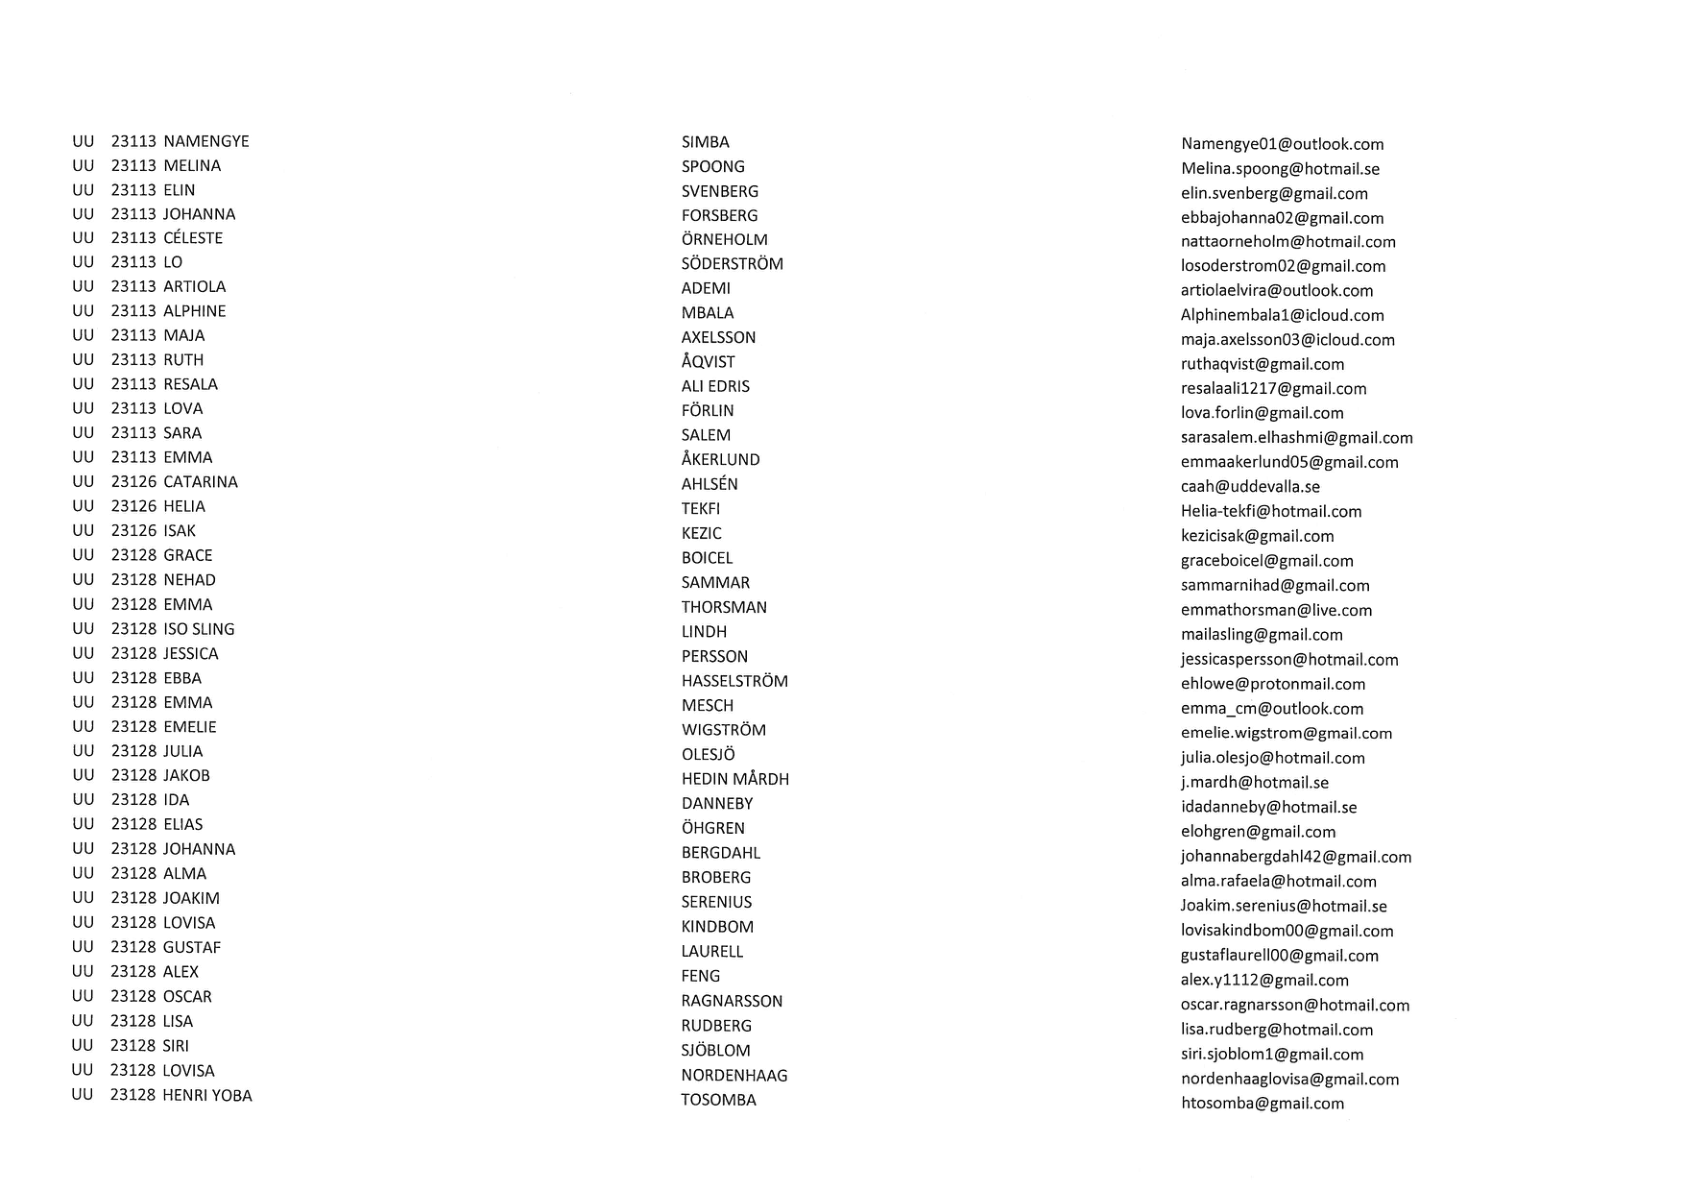 UU 23113 NAMENGYE SIMBA Namengye01@outlook.com
UU 23113 MELINA SPOONG Melina.spoong@hotmail.se
UU 23113 ELIN SVENBERG elin.svenberg@gmail.com
UU 23113 JOHANNA FORSBERG ebbajohanna02@gmail.com
UU 23113 CÉLESTE ÖRNEHOLM nattaorneholm@hotmail.com
UU 23113 LO SÖDERSTRÖM losoderstrom02@gmail.com
UU 23113 ARTIOLA ADEMI artiolaelvira@outlook.com
UU 23113 ALPHINE MBALA Alphinembala1@icloud.com
UU 23113 MAJA AXELSSON maja.axelsson03@icloud.com
UU 23113 RUTH ÅQVIST ruthaqvist@gmail.com
UU 23113 RESALA ALI EDRIS resalaali1217@gmail.com
UU 23113 LOVA FÖRLIN lova.forlin@gmail.com
UU 23113 SARA SALEM sarasalem.elhashmi@gmail.com
UU 23113 EMMA ÅKERLUND emmaakerlund05@gmail.com
UU 23126 CATARINA AHLSÉN caah@uddevalla.se
UU 23126 HELIA TEKFI Helia-tekfi@hotmail.com
UU 23126 ISAK KEZIC kezicisak@gmail.com
UU 23128 GRACE BOICEL graceboicel@gmail.com
UU 23128 NEHAD SAMMAR sammarnihad@gmail.com
UU 23128 EMMA THORSMAN emmathorsman@live.com
UU 23128 ISO SLING LINDH mailasling@gmail.com
UU 23128 JESSICA PERSSON jessicaspersson@hotmail.com
UU 23128 EBBA HASSELSTRÖM ehlowe@protonmail.com
UU 23128 EMMA MESCH emma_cm@outlook.com
UU 23128 EMELIE WIGSTRÖM emelie.wigstrom@gmail.com
UU 23128 JULIA OLESJÖ julia.olesjo@hotmail.com
UU 23128 JAKOB HEDIN MÅRDH j.mardh@hotmail.se
UU 23128 IDA DANNEBY idadanneby@hotmail.se
UU 23128 ELIAS ÖHGREN elohgren@gmail.com
UU 23128 JOHANNA BERGDAHL johannabergdahl42@gmail.com
UU 23128 ALMA BROBERG alma.rafaela@hotmail.com
UU 23128 JOAKIM SERENIUS Joakim.serenius@hotmail.se
UU 23128 LOVISA KINDBOM lovisakindbom00@gmail.com
UU 23128 GUSTAF LAURELL gustaflaurell00@gmail.com
UU 23128 ALEX FENG alex.y1112@gmail.com
UU 23128 OSCAR RAGNARSSON oscar.ragnarsson@hotmail.com
UU 23128 LISA RUDBERG lisa.rudberg@hotmail.com
UU 23128 SIRI SJÖBLOM siri.sjoblom1@gmail.com
UU 23128 LOVISA NORDENHAAG nordenhaaglovisa@gmail.com
UU 23128 HENRI YOBA TOSOMBA htosomba@gmail.com